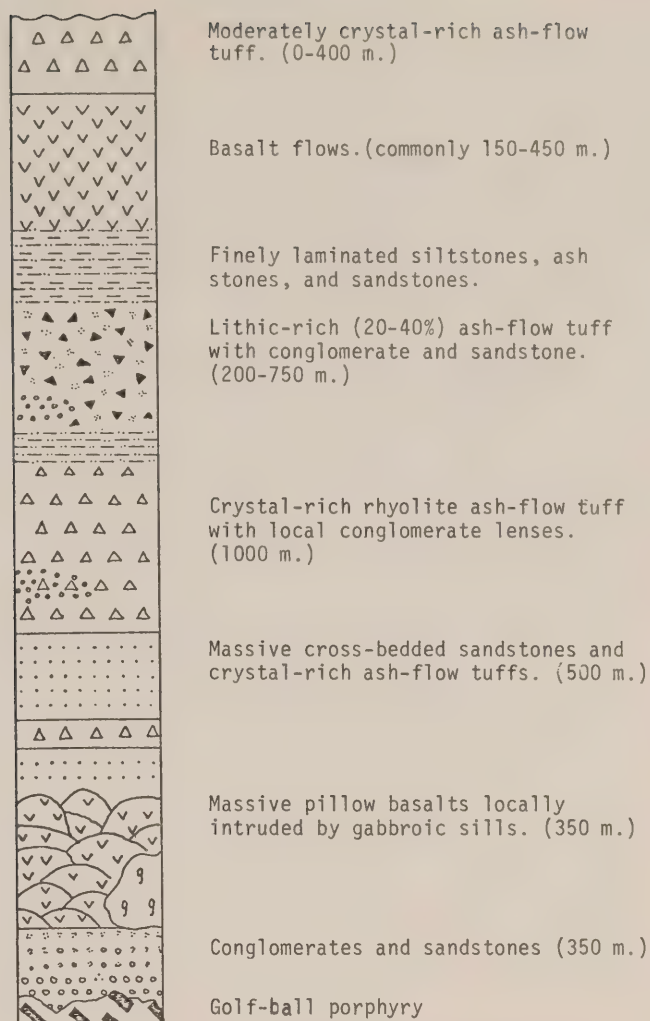 Moderately crystal-rich ash-flow
tuff. (0-400 m.)
Basalt flows.(commonly 150-450 m.)
Finely laminated siltstones, ash
stones, and sandstones.
Lithic-rich (20-40%) ash-flow tuff
with conglomerate and sandstone.
(200-750 m.)
Crystal-rich rhyolite ash-flow tuff
with local conglomerate lenses.
(1000 m.)
Massive cross-bedded sandstones and
crystal-rich ash-flow tuffs. (500 m.)
Massive pillow basalts locally
intruded by gabbroic sills. (350 m.)
Conglomerates and sandstones (350 m.)
Golf-ball porphyry